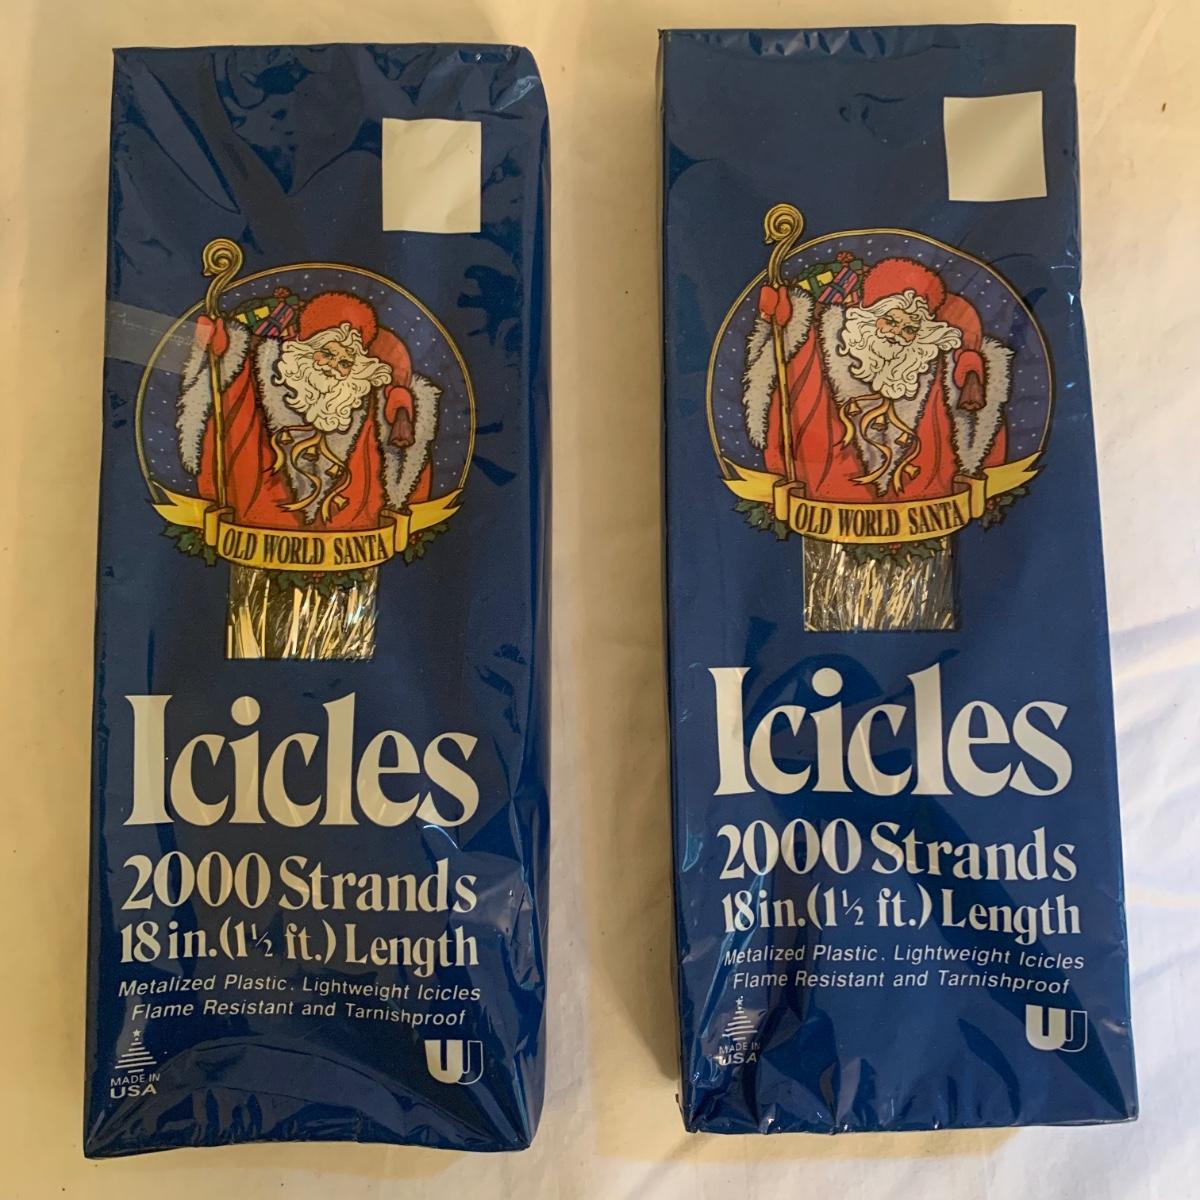 OLD WORLD SANTA
Icicles
2000 Strands
18 in. (1½ ft.) Length
Metalized Plastic. Lightweight Icicles
Flame Resistant and Tarnishproof
MADE IN
USA
OLD WORLD SANTA
Icicles
2000 Strands
18 in. (1½ ft.) Length
Metalized Plastic. Lightweight Icicles
Flame Resistant and Tarnishproof
MADE IN
USA